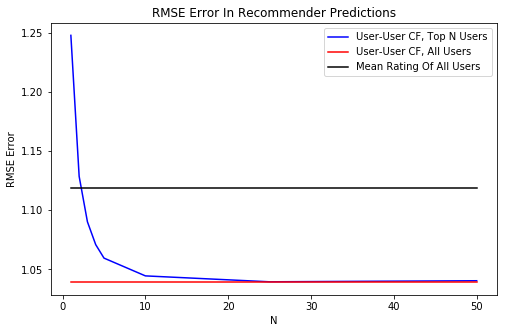 RMSE Error In Recommender Predictions
User-User CF, Top N Users
User-User CF, All Users
Mean Rating Of All Users
RMSE Error
1.25
1.20
1.15
1.10
1.05
0
10
20
30
40
50
N